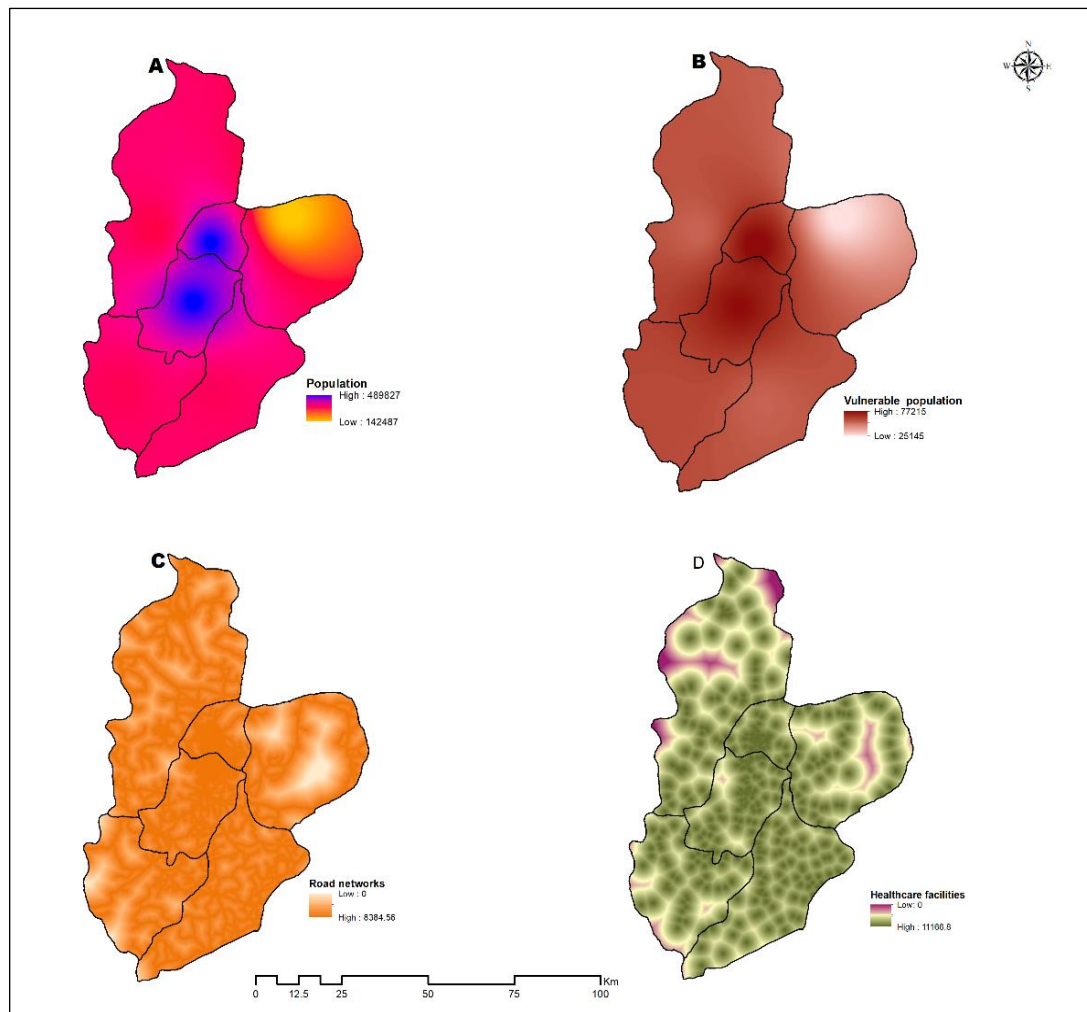 A
B
N
W E
S
Population
High : 489827
Low : 142487
Vulnerable population
High : 77215
Low : 25145
C
D
Road networks
Low : 0
High : 8384.56
Healthcare facilities
Low: 0
High : 11166.8
Km
0 12.5 25 50 75 100